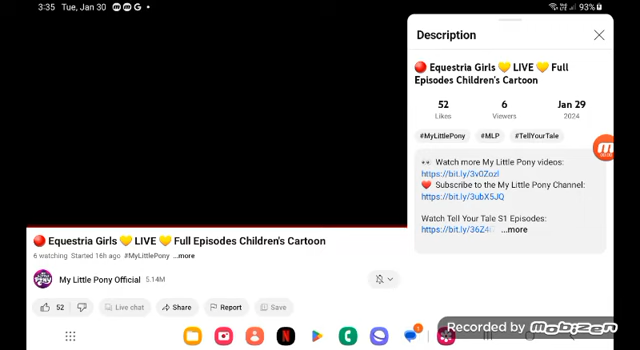 3:35 Tue, Jan 30
93%
Description
🔴 Equestria Girls 💛 LIVE 💛 Full
Episodes Children's Cartoon
52
6
Jan 29
Likes
Viewers
2024
#MyLittlePony
#MLP
#TellYourTale
👀 Watch more My Little Pony videos:
https://bit.ly/3v0Zozl
❤️ Subscribe to the My Little Pony Channel:
https://bit.ly/3ubX5JQ
Watch Tell Your Tale S1 Episodes:
https://bit.ly/36Z4 ...more
🔴 Equestria Girls 💛 LIVE 💛 Full Episodes Children's Cartoon
6 watching Started 16h ago #MyLittlePony ...more
My Little Pony Official 5.14M
52
Live chat
Share
Report
Save
Recorded by Mobizen